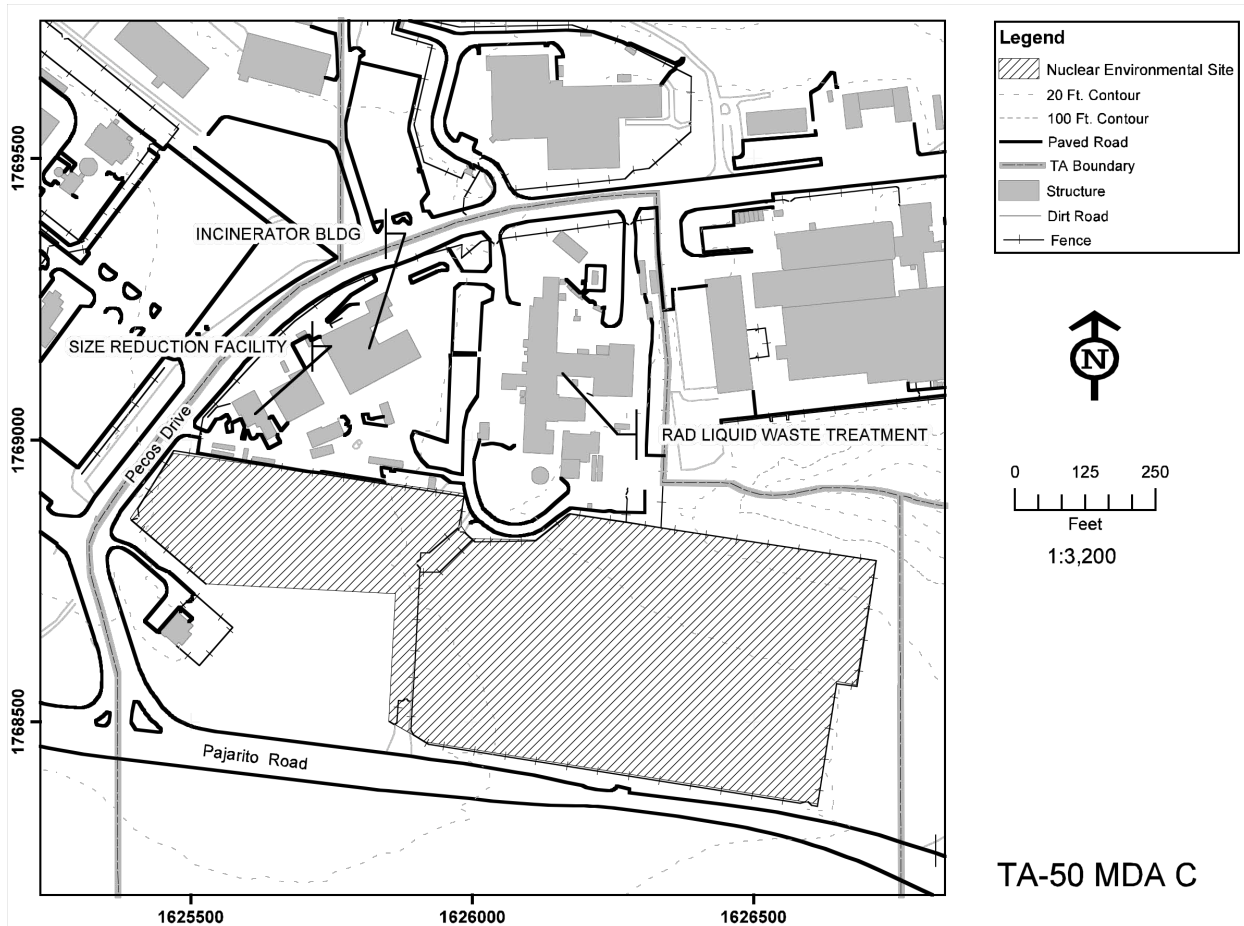 Legend
Nuclear Environmental Site
20 Ft. Contour
100 Ft. Contour
Paved Road
TA Boundary
Structure
Dirt Road
Fence
1769500
INCINERATOR BLDG
N
SIZE REDUCTION FACILITY
Pecos Drive
1769000
RAD LIQUID WASTE TREATMENT
0 125 250
Feet
1:3,200
1768500
Pajarito Road
TA-50 MDA C
1625500 1626000 1626500